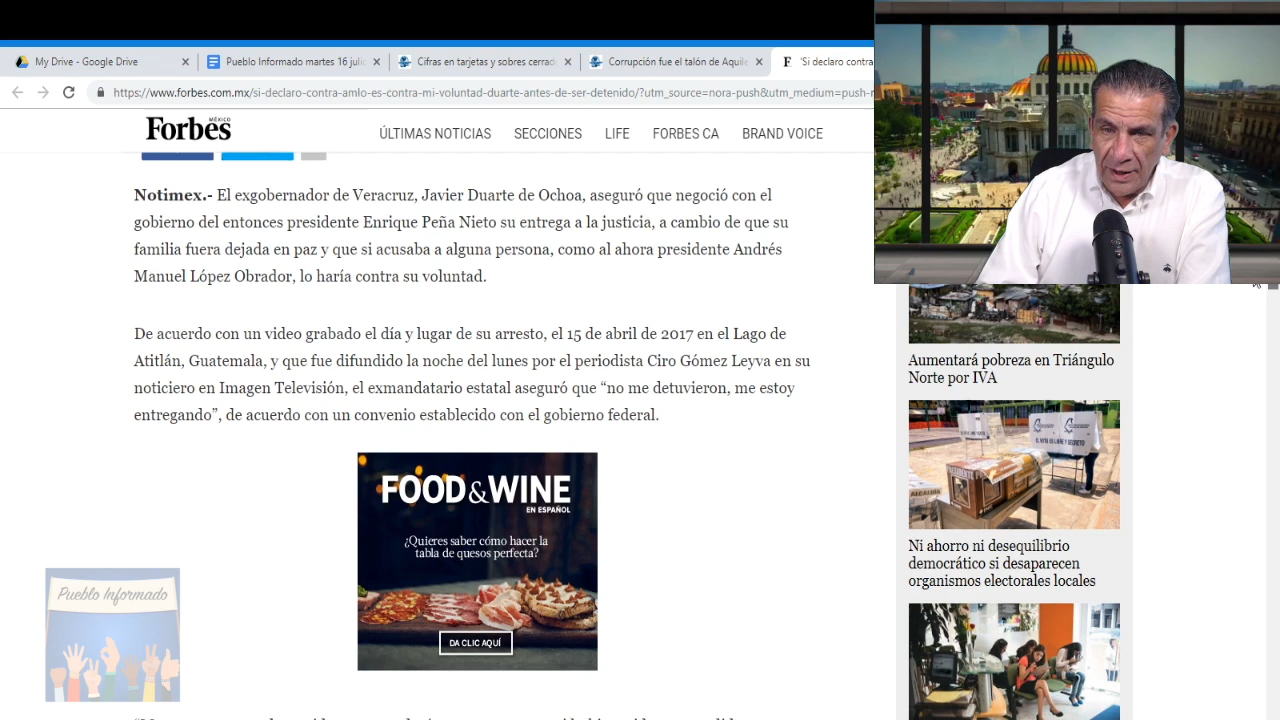 My Drive - Google Drive
Pueblo Informado martes 16 juli
Cifras en tarjetas y sobres cerrado
Corrupción fue el talón de Aquiles
'Si declaro contra
https://www.forbes.com.mx/si-declaro-contra-amlo-es-contra-mi-voluntad-duarte-antes-de-ser-detenido/?utm_source=nora-push&utm_medium=push-n
Forbes
MÉXICO
ÚLTIMAS NOTICIAS
SECCIONES
LIFE
FORBES CA
BRAND VOICE
Notimex.- El exgobernador de Veracruz, Javier Duarte de Ochoa, aseguró que negoció con el
gobierno del entonces presidente Enrique Peña Nieto su entrega a la justicia, a cambio de que su
familia fuera dejada en paz y que si acusaba a alguna persona, como al ahora presidente Andrés
Manuel López Obrador, lo haría contra su voluntad.
De acuerdo con un video grabado el día y lugar de su arresto, el 15 de abril de 2017 en el Lago de
Atitlán, Guatemala, y que fue difundido la noche del lunes por el periodista Ciro Gómez Leyva en su
noticiero en Imagen Televisión, el exmandatario estatal aseguró que “no me detuvieron, me estoy
entregando”, de acuerdo con un convenio establecido con el gobierno federal.
FOOD&WINE
EN ESPAÑOL
¿Quieres saber cómo hacer la
tabla de quesos perfecta?
DA CLIC AQUÍ
Pueblo Informado
Aumentará pobreza en Triángulo
Norte por IVA
EL VOTO ES LIBRE Y SECRETO
PRESIDENTE
ALCALDÍA
Ni ahorro ni desequilibrio
democrático si desaparecen
organismos electorales locales